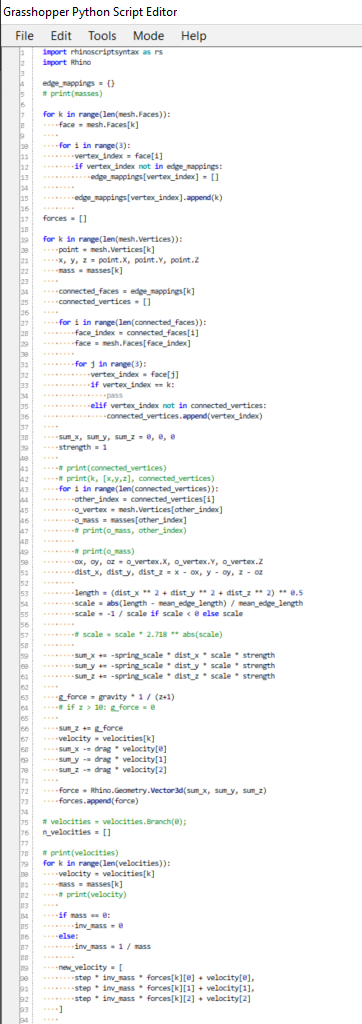 Grasshopper Python Script Editor
File Edit Tools Mode Help
1 import rhinoscriptsyntax as rs
2 import Rhino
3
4 edge_mappings = {}
5 # print(masses)
6
7 for k in range(len(mesh.Faces)):
8     face = mesh.Faces[k]
9
10     for i in range(3):
11         vertex_index = face[i]
12         if vertex_index not in edge_mappings:
13             edge_mappings[vertex_index] = []
14
15         edge_mappings[vertex_index].append(k)
16
17 forces = []
18
19 for k in range(len(mesh.Vertices)):
20     point = mesh.Vertices[k]
21     x, y, z = point.X, point.Y, point.Z
22     mass = masses[k]
23
24     connected_faces = edge_mappings[k]
25     connected_vertices = []
26
27     for i in range(len(connected_faces)):
28         face_index = connected_faces[i]
29         face = mesh.Faces[face_index]
30
31         for j in range(3):
32             vertex_index = face[j]
33             if vertex_index == k:
34                 pass
35             elif vertex_index not in connected_vertices:
36                 connected_vertices.append(vertex_index)
37
38     sum_x, sum_y, sum_z = 0, 0, 0
39     strength = 1
40
41     # print(connected_vertices)
42     # print(k, [x,y,z], connected_vertices)
43     for i in range(len(connected_vertices)):
44         other_index = connected_vertices[i]
45         o_vertex = mesh.Vertices[other_index]
46         o_mass = masses[other_index]
47         # print(o_mass, other_index)
48
49         # print(o_mass)
50         ox, oy, oz = o_vertex.X, o_vertex.Y, o_vertex.Z
51         dist_x, dist_y, dist_z = x - ox, y - oy, z - oz
52
53         length = (dist_x ** 2 + dist_y ** 2 + dist_z ** 2) ** 0.5
54         scale = abs(length - mean_edge_length) / mean_edge_length
55         scale = -1 / scale if scale < 0 else scale
56
57         # scale = scale * 2.718 ** abs(scale)
58
59         sum_x += -spring_scale * dist_x * scale * strength
60         sum_y += -spring_scale * dist_y * scale * strength
61         sum_z += -spring_scale * dist_z * scale * strength
62
63     g_force = gravity * 1 / (z+1)
64     # if z > 10: g_force = 0
65
66     sum_z += g_force
67     velocity = velocities[k]
68     sum_x -= drag * velocity[0]
69     sum_y -= drag * velocity[1]
70     sum_z -= drag * velocity[2]
71
72     force = Rhino.Geometry.Vector3d(sum_x, sum_y, sum_z)
73     forces.append(force)
74
75 # velocities = velocities.Branch(0);
76 n_velocities = []
77
78 # print(velocities)
79 for k in range(len(velocities)):
80     velocity = velocities[k]
81     mass = masses[k]
82     # print(velocity)
83
84     if mass == 0:
85         inv_mass = 0
86     else:
87         inv_mass = 1 / mass
88
89     new_velocity = [
90         step * inv_mass * forces[k][0] + velocity[0],
91         step * inv_mass * forces[k][1] + velocity[1],
92         step * inv_mass * forces[k][2] + velocity[2]
93     ]
94